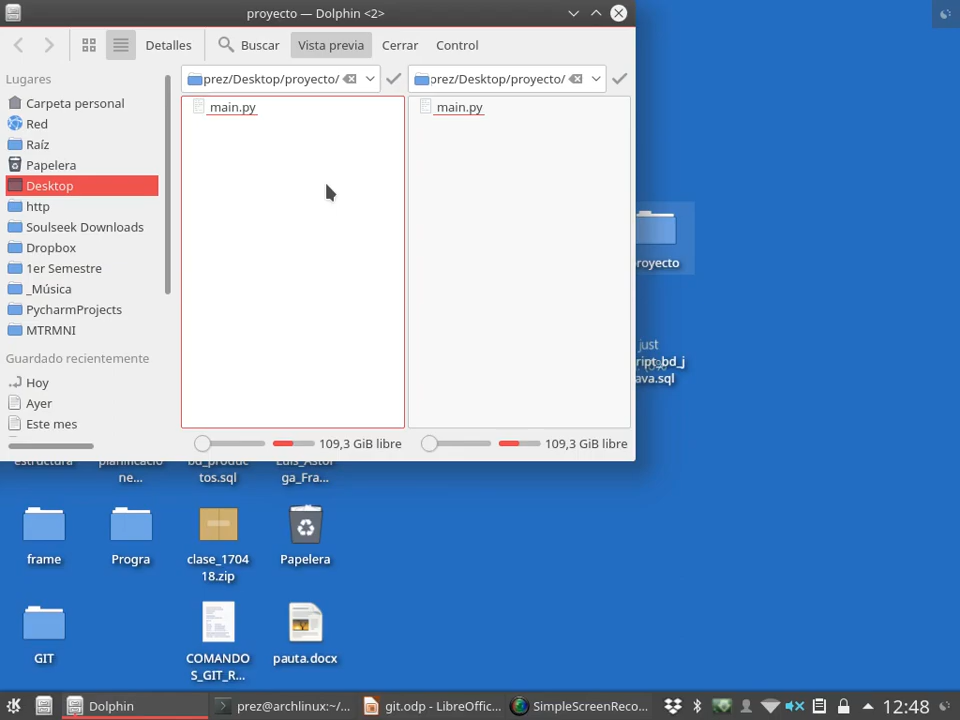 proyecto — Dolphin <2>
Detalles
Buscar
Vista previa
Cerrar
Control
Lugares
Carpeta personal
Red
Raíz
Papelera
Desktop
http
Soulseek Downloads
Dropbox
1er Semestre
_Música
PycharmProjects
MTRMNI
Guardado recientemente
Hoy
Ayer
Este mes
prez/Desktop/proyecto/
prez/Desktop/proyecto/
main.py
main.py
109,3 GiB libre
109,3 GiB libre
royecto
just
ript_bd_j
ava.sql
estructura
planificacio
ne...
bd_produc
tos.sql
Luis_Astor
ga_Fra...
frame
Progra
clase_1704
18.zip
Papelera
GIT
COMANDO
S_GIT_R...
pauta.docx
Dolphin
prez@archlinux:~/...
git.odp - LibreOffic...
SimpleScreenReco...
12:48